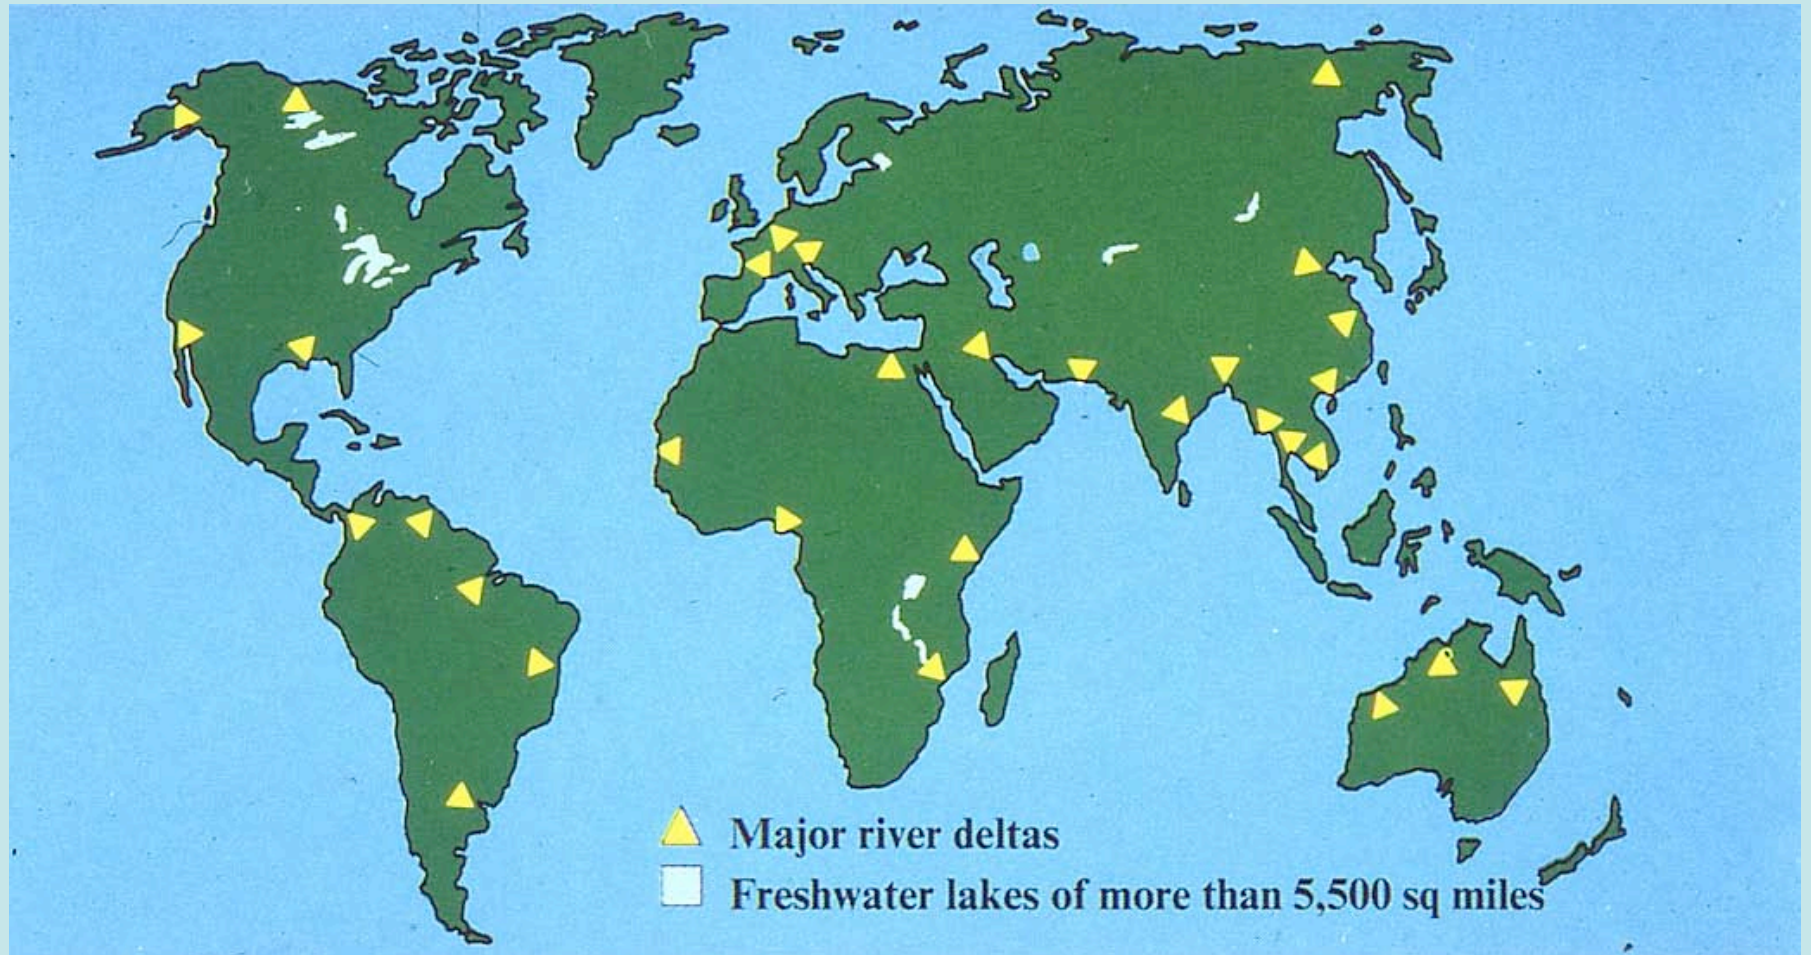 Major river deltas
Freshwater lakes of more than 5,500 sq miles